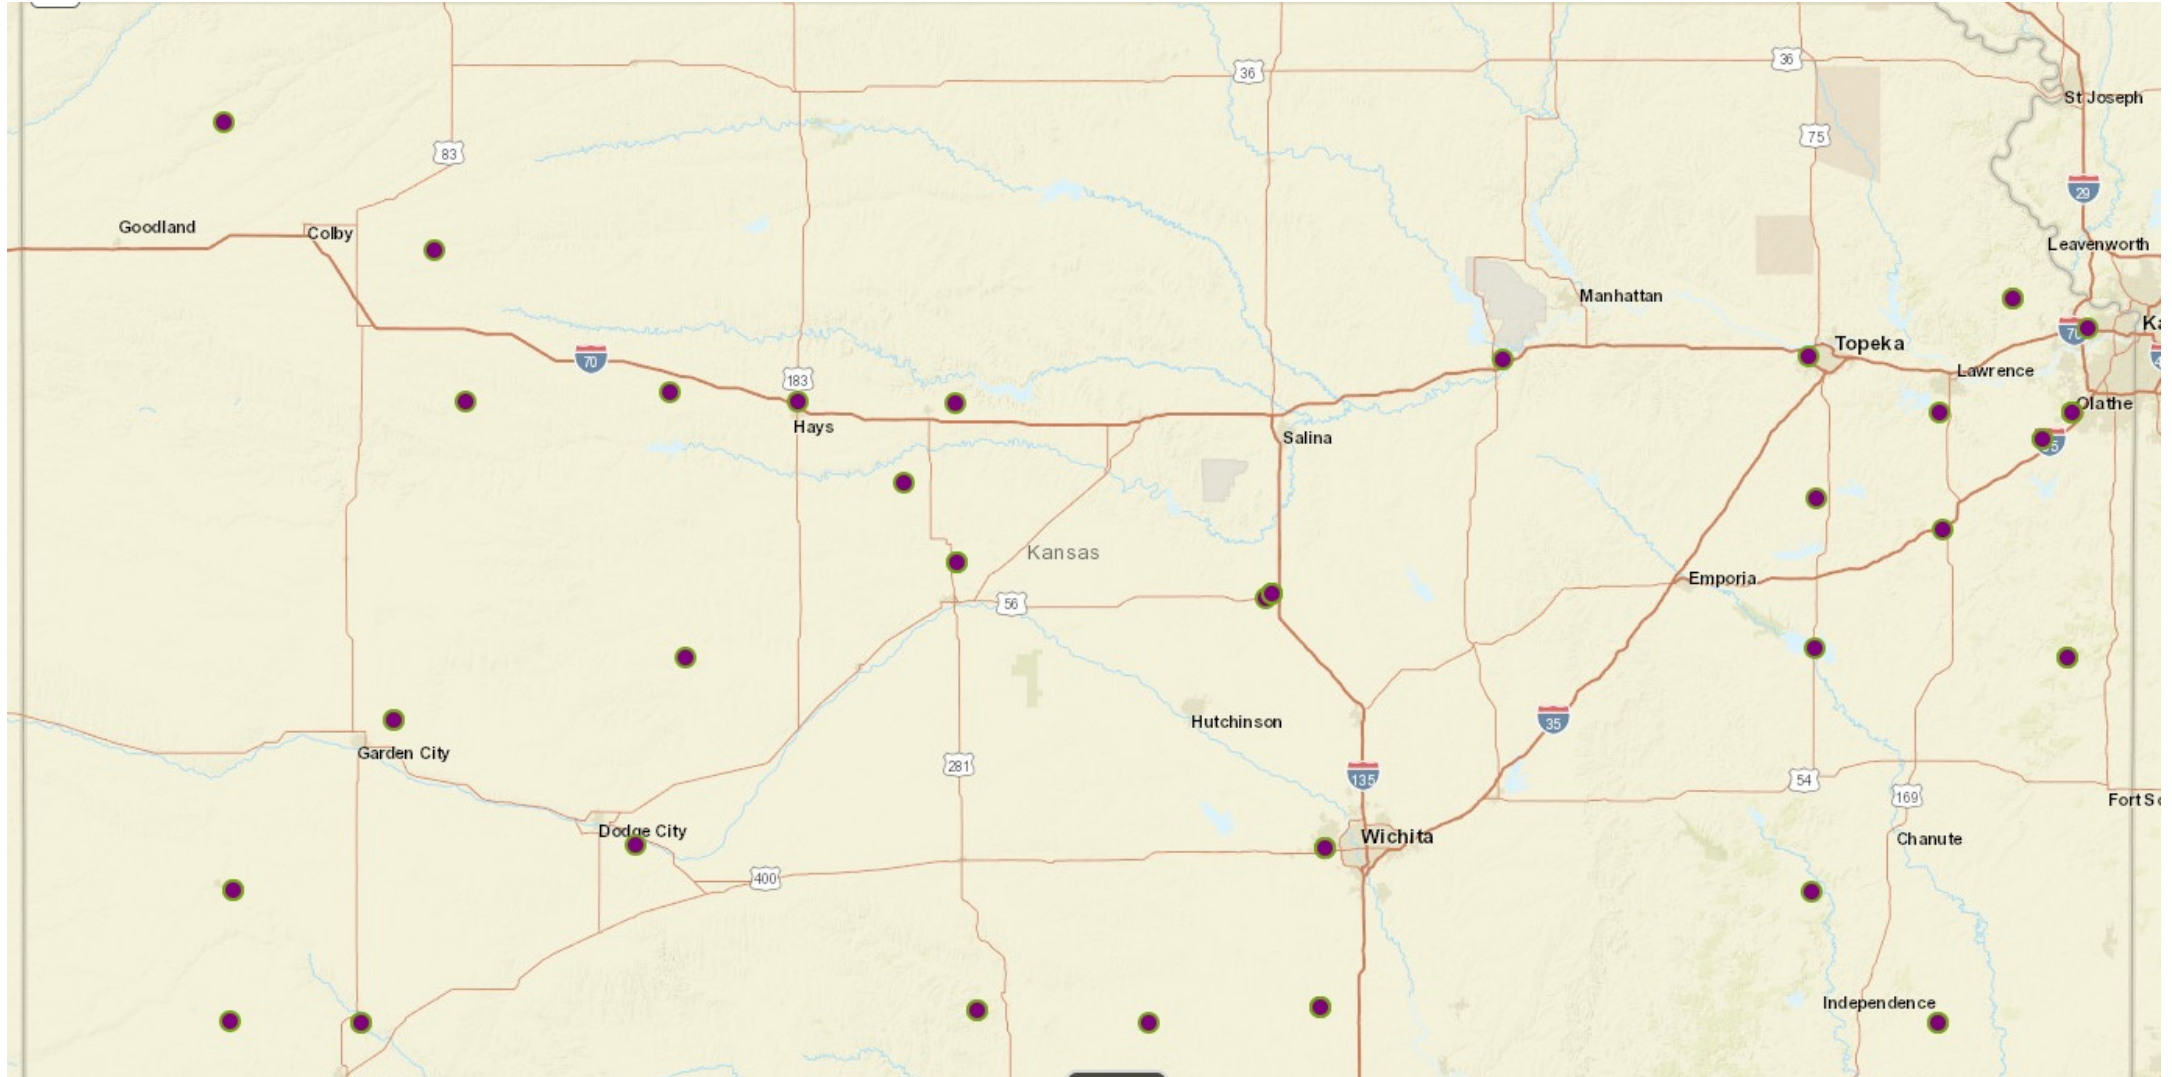 36
36
St Joseph
75
83
29
Goodland
Colby
Leavenworth
Manhattan
70
Ka
Topeka
70
183
Lawrence
Olathe
Hays
Salina
35
Kansas
Emporia
56
35
Hutchinson
Garden City
281
135
54
169
Fort Sc
Dodge City
Wichita
Chanute
400
Independence